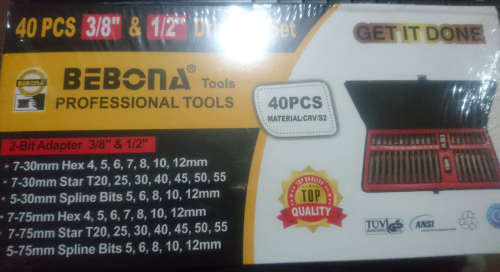 40 PCS 3/8" & 1/2" Set
GET IT DONE
BEBONA® Tools
PROFESSIONAL TOOLS
40PCS
MATERIAL:CRV/S2
2-Bit Adapter 3/8" & 1/2"
• 7-30mm Hex 4, 5, 6, 7, 8, 10, 12mm
• 7-30mm Star T20, 25, 30, 40, 45, 50, 55
• 5-30mm Spline Bits 5, 6, 8, 10, 12mm
• 7-75mm Hex 4, 5, 6, 7, 8, 10, 12mm
• 7-75mm Star T20, 25, 30, 40, 45, 50, 55
5-75mm Spline Bits 5, 6, 8, 10, 12mm
TOP
QUALITY
TUV GS ANSI